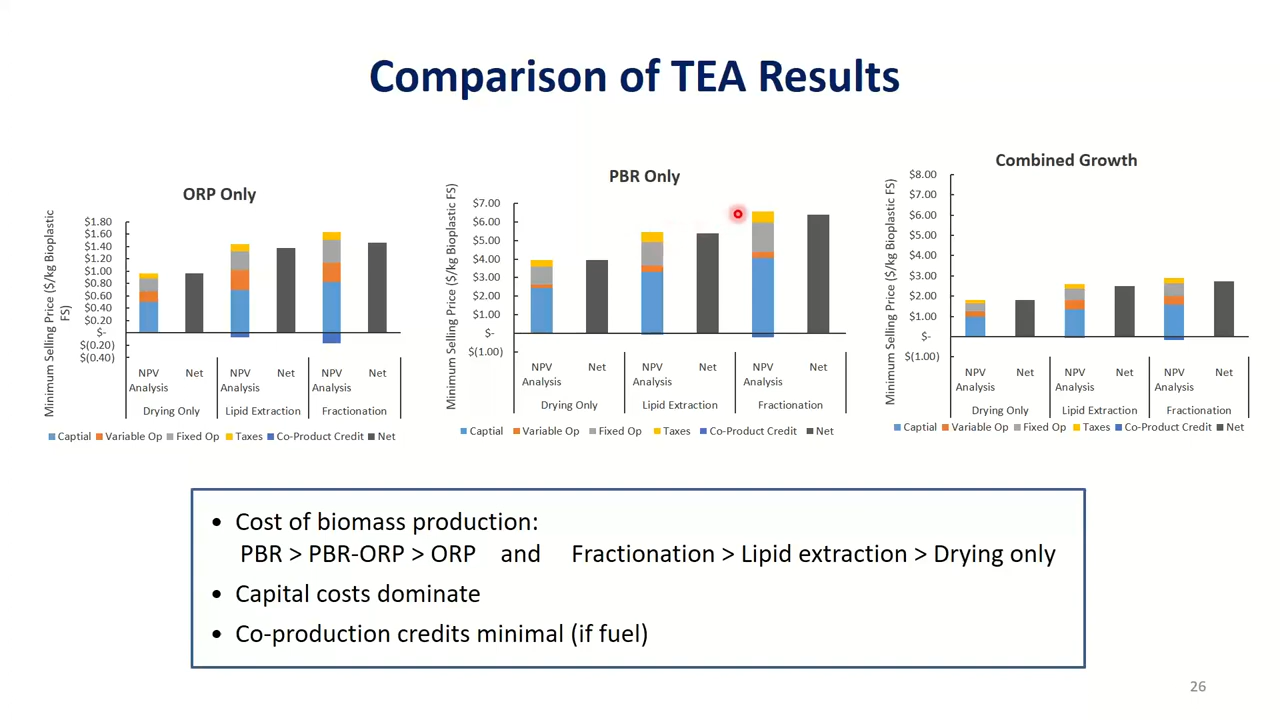 Comparison of TEA Results
ORP Only
Minimum Selling Price ($/kg Bioplastic
FS)
$1.80
$1.60
$1.40
$1.20
$1.00
$0.80
$0.60
$0.40
$0.20
$-
$(0.20)
$(0.40)
NPV Net NPV Net NPV Net
Analysis Analysis Analysis
Drying Only Lipid Extraction Fractionation
Captial Variable Op Fixed Op Taxes Co-Product Credit Net
PBR Only
Minimum Selling Price ($/kg Bioplastic FS)
$7.00
$6.00
$5.00
$4.00
$3.00
$2.00
$1.00
$-
$(1.00)
NPV Net NPV Net NPV Net
Analysis Analysis Analysis
Drying Only Lipid Extraction Fractionation
Captial Variable Op Fixed Op Taxes Co-Product Credit Net
Combined Growth
Minimum Selling Price ($/kg Bioplastic FS)
$8.00
$7.00
$6.00
$5.00
$4.00
$3.00
$2.00
$1.00
$-
$(1.00)
NPV Net NPV Net NPV Net
Analysis Analysis Analysis
Drying Only Lipid Extraction Fractionation
Captial Variable Op Fixed Op Taxes Co-Product Credit Net
• Cost of biomass production:
PBR > PBR-ORP > ORP and Fractionation > Lipid extraction > Drying only
• Capital costs dominate
• Co-production credits minimal (if fuel)
26